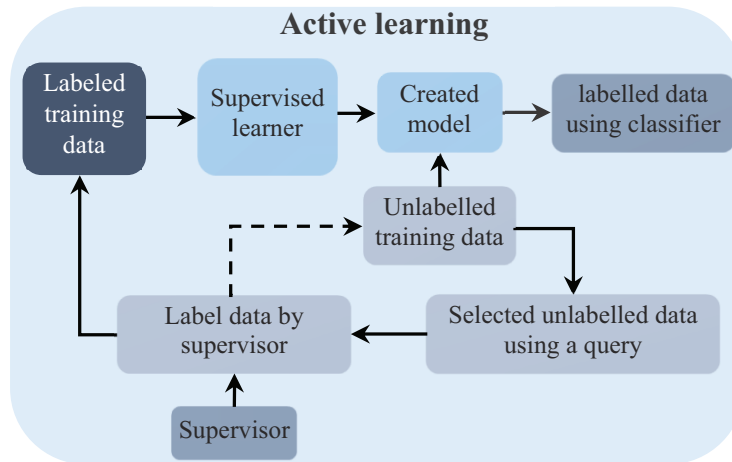 Active learning
Labeled
training
data
Supervised
learner
Created
model
labelled data
using classifier
Unlabelled
training data
Label data by
supervisor
Selected unlabelled data
using a query
Supervisor